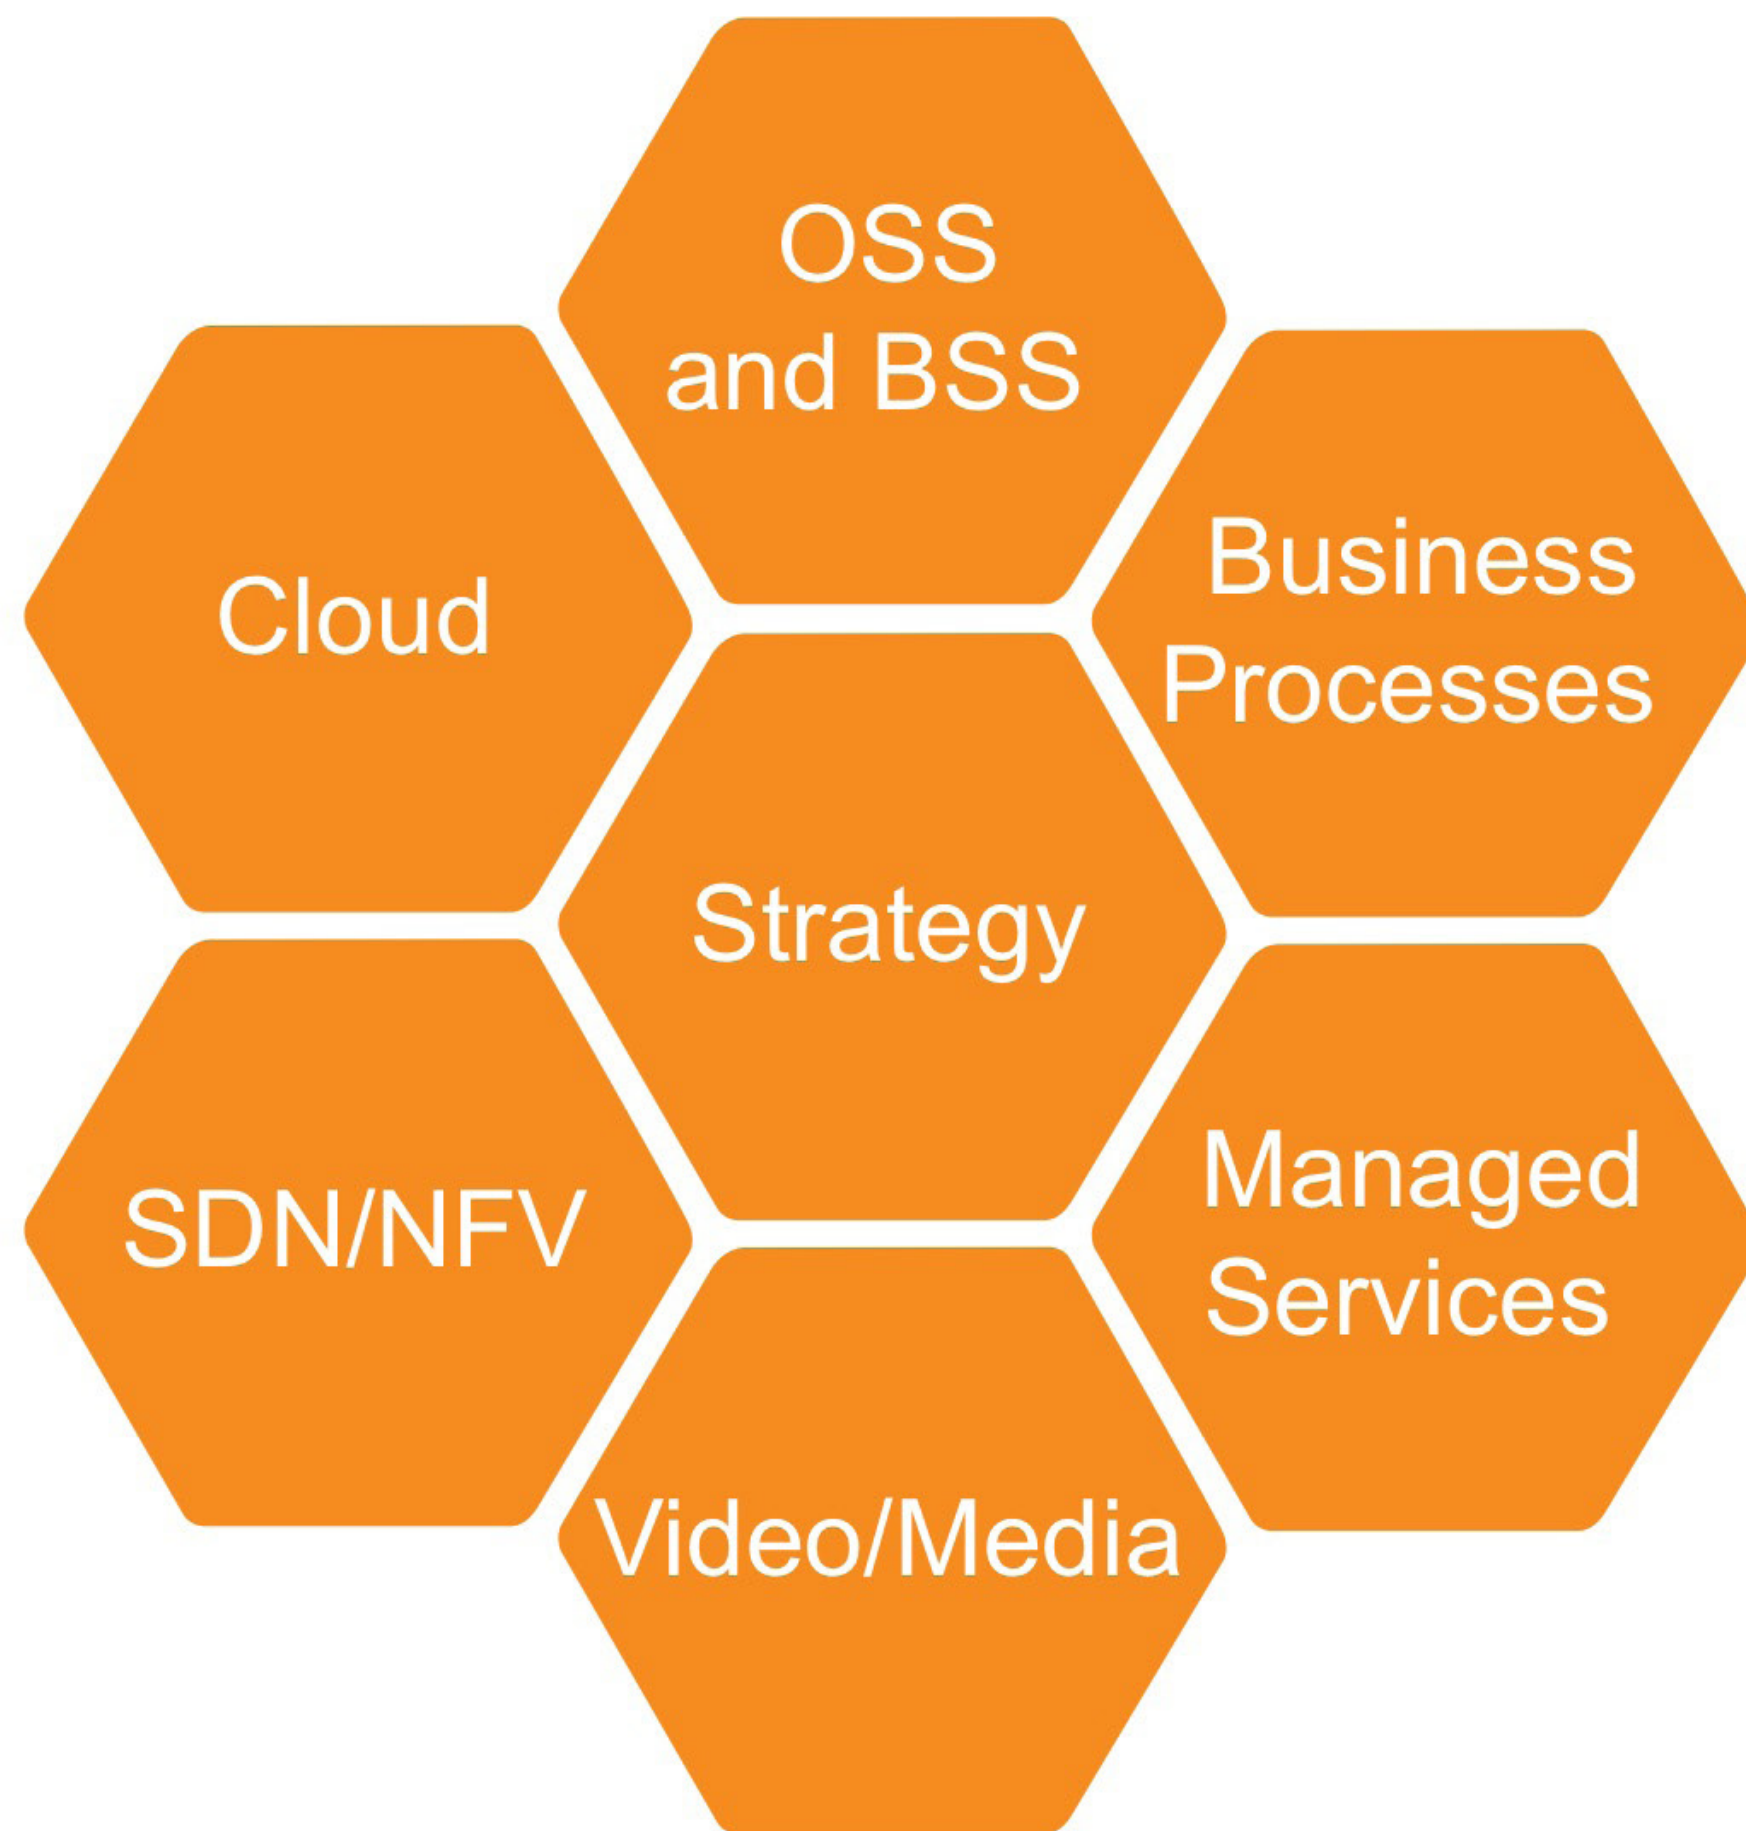 OSS
and BSS
Cloud
Business
Processes
Strategy
SDN/NFV
Managed
Services
Video/Media